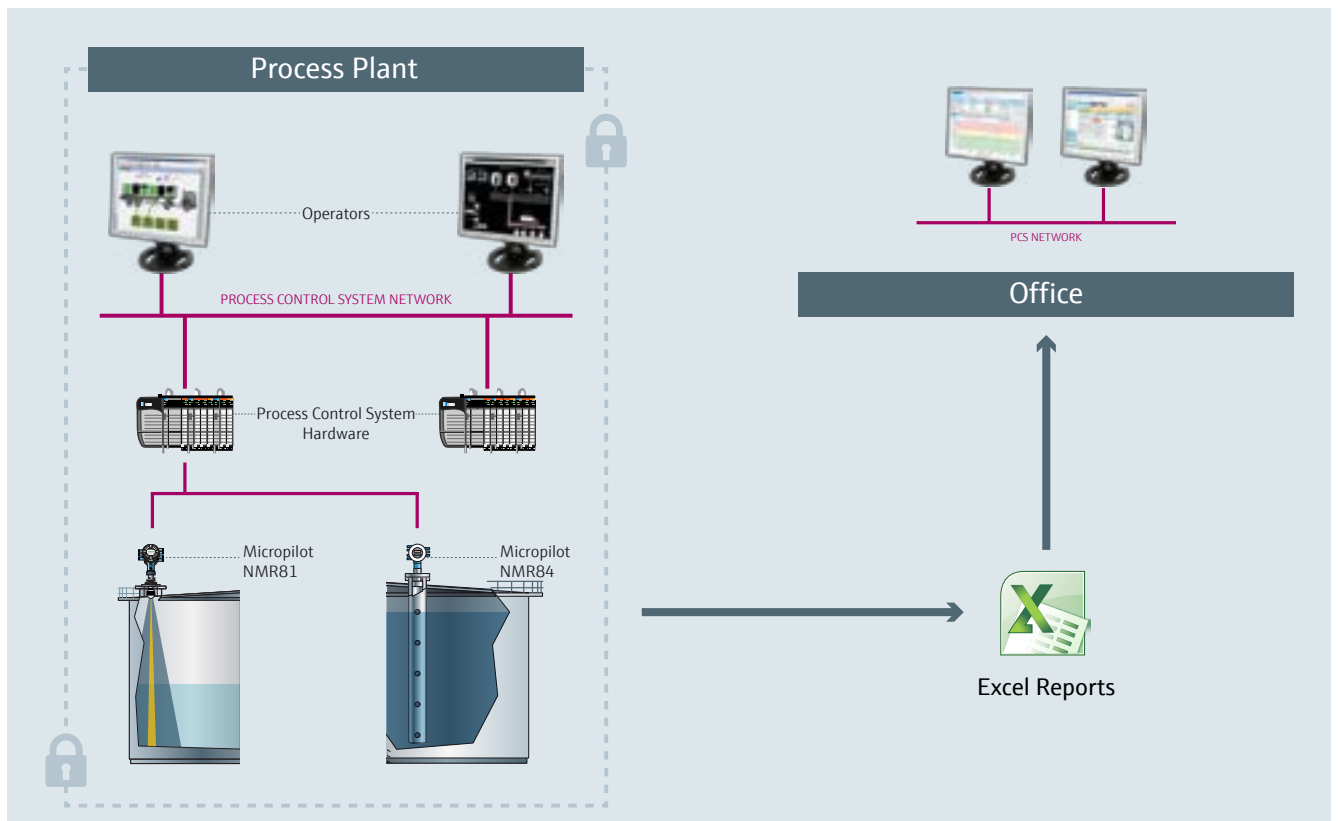 Process Plant
Operators
PROCESS CONTROL SYSTEM NETWORK
Process Control System
Hardware
Micropilot
NMR81
Micropilot
NMR84
PCS NETWORK
Office
X
Excel Reports